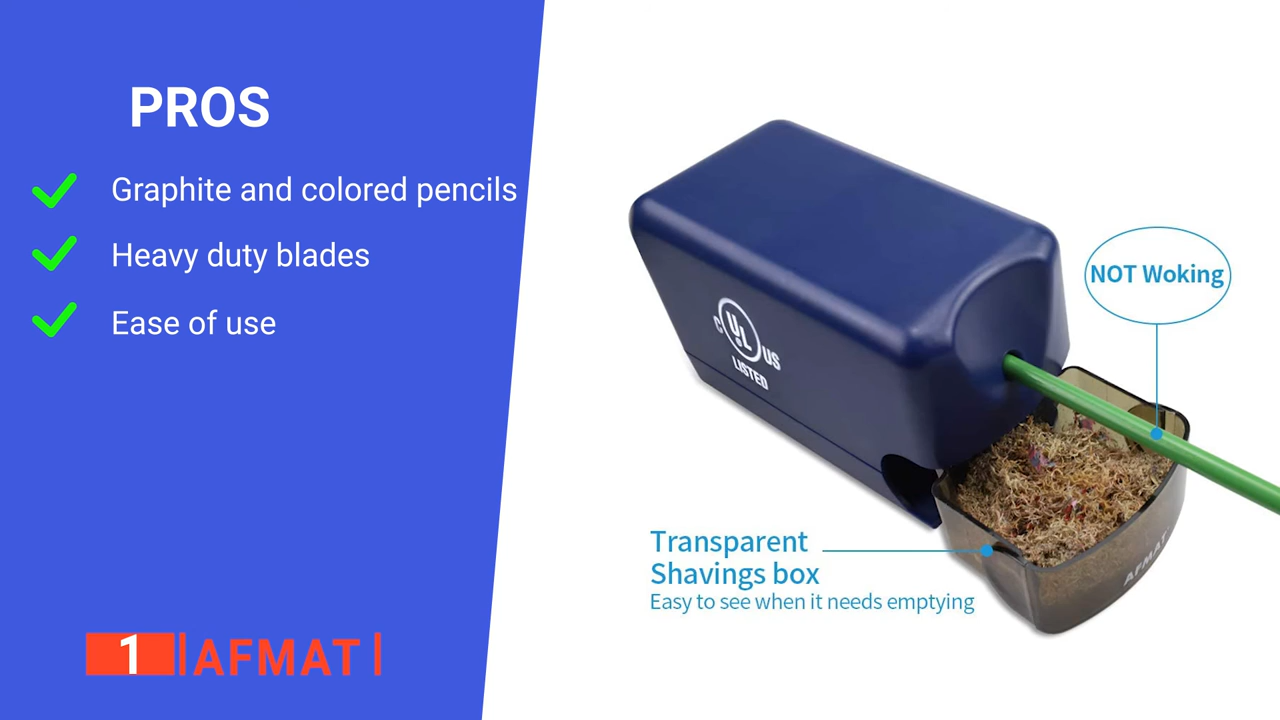 PROS
Graphite and colored pencils
Heavy duty blades
Ease of use
1 AFMAT
C UL US
LISTED
NOT Woking
Transparent
Shavings box
Easy to see when it needs emptying
AFMAT